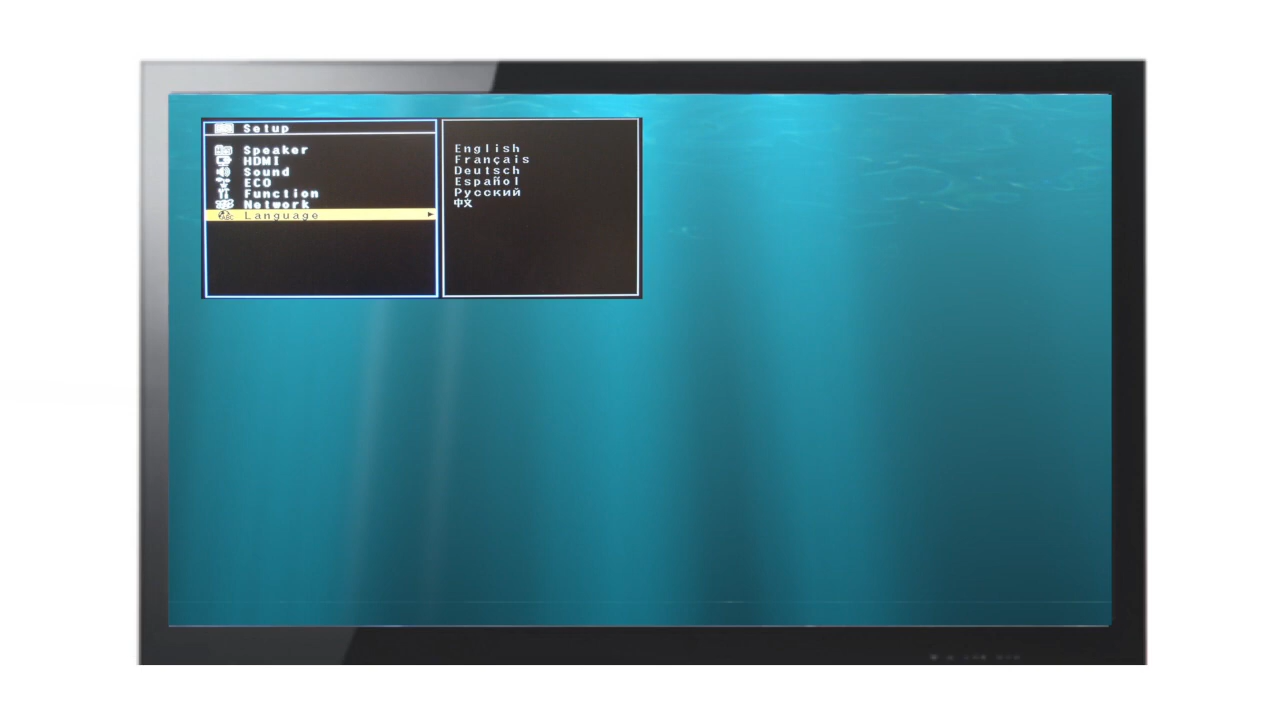 Setup
Speaker
HDMI
Sound
ECO
Function
Network
Language
English
Français
Deutsch
Español
Русский
中文